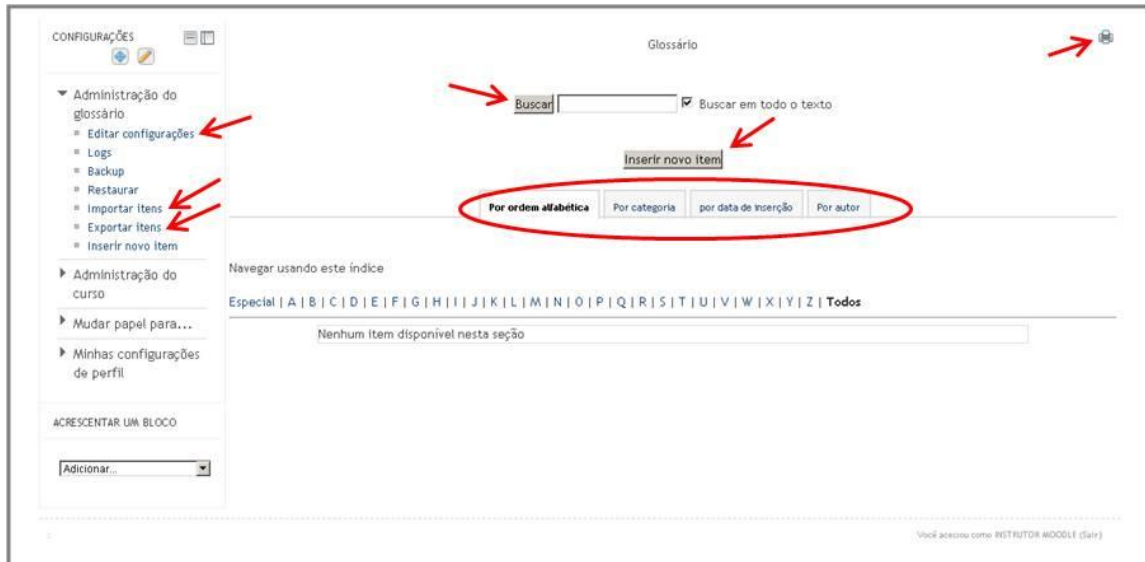 CONFIGURAÇÕES
Administração do
glossário
Editar configurações
Logs
Backup
Restaurar
Importar itens
Exportar itens
Inserir novo item
Administração do
curso
Mudar papel para...
Minhas configurações
de perfil
ACRESCENTAR UM BLOCO
Adicionar...
Glossário
Buscar Buscar em todo o texto
Inserir novo item
Por ordem alfabética Por categoria por data de inserção Por autor
Navegar usando este índice
Especial | A | B | C | D | E | F | G | H | I | J | K | L | M | N | O | P | Q | R | S | T | U | V | W | X | Y | Z | Todos
Nenhum item disponível nesta seção
Você acessou como INSTRUTOR MOODLE (Sair)